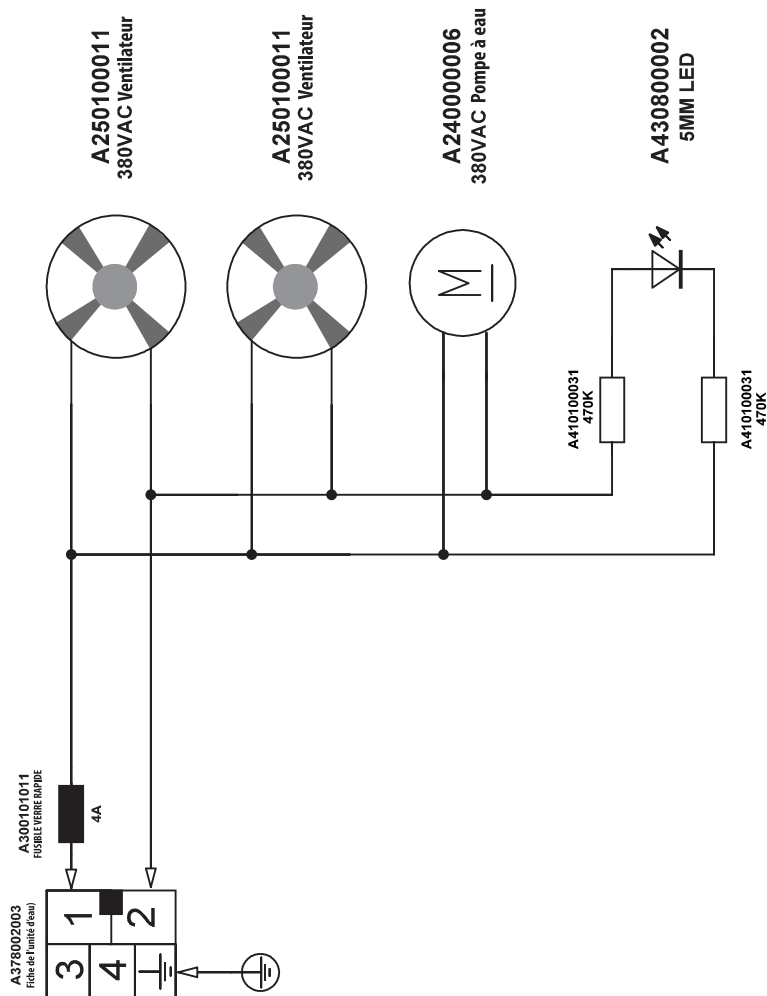 A250100011
380VAC Ventilateur
A250100011
380VAC Ventilateur
A240000006
380VAC Pompe à eau
A430800002
5MM LED
M
A410100031
470K
A410100031
470K
A300101011
FUSIBLE VERRE RAPIDE
4A
A378002003
Fiche de l'unité d'eau)
1
2
3
4